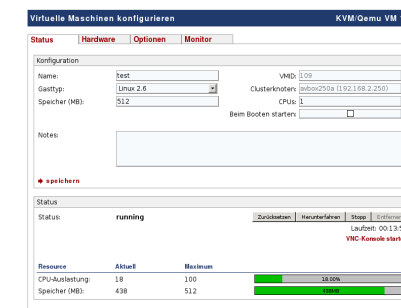 Virtuelle Maschinen konfigurieren KVM/Qemu VM
Status Hardware Optionen Monitor
Konfiguration
Name: test VMID: 109
Gasttyp: Linux 2.6 Clusterknoten: avbox250a (192.168.2.250)
Speicher (MB): 512 CPUs: 1
Beim Booten starten:
Notes:
speichern
Status
Status: running Zurücksetzen Herunterfahren Stopp Entfernen
Laufzeit: 00:13:
VNC-Konsole start
Resource Aktuell Maximum
CPU-Auslastung: 18 100 18.00%
Speicher (MB): 438 512 438MB